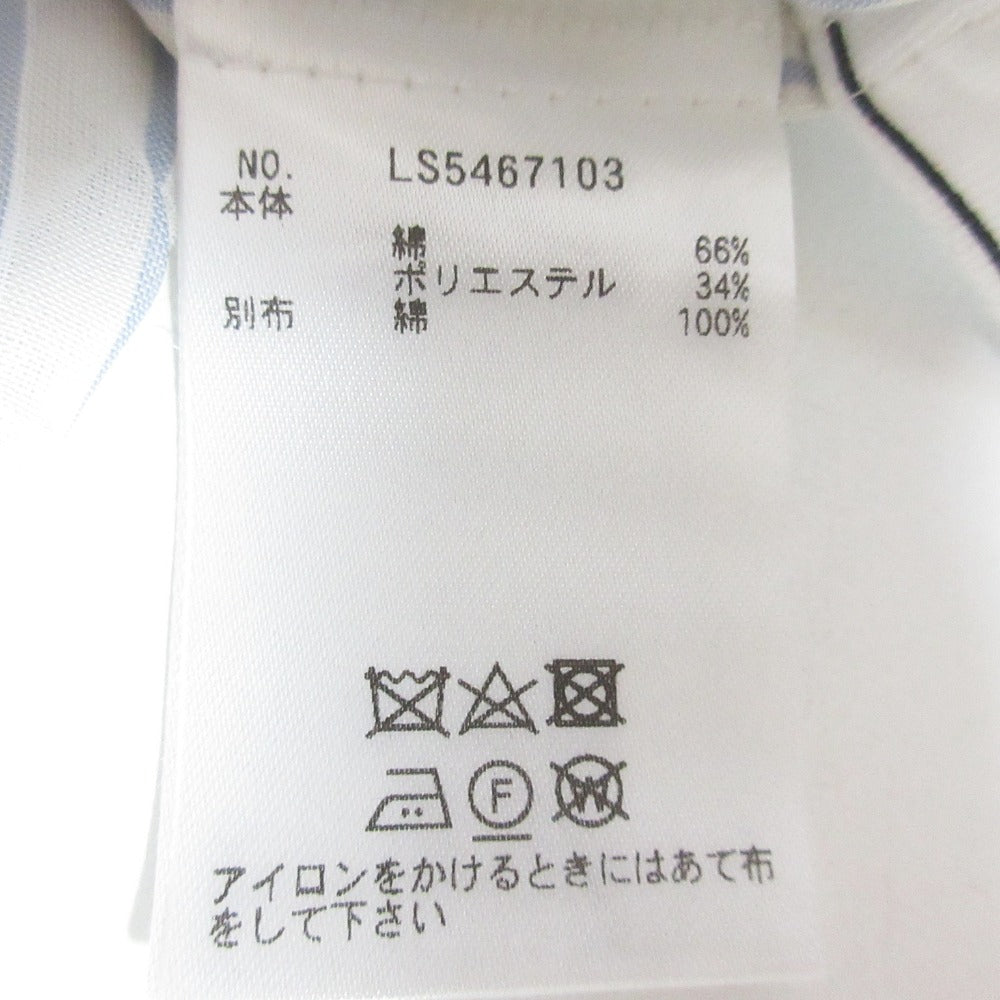 NO. LS5467103
本体
綿 66%
ポリエステル 34%
別布 綿 100%
F
W
アイロンをかけるときにはあて布
をして下さい